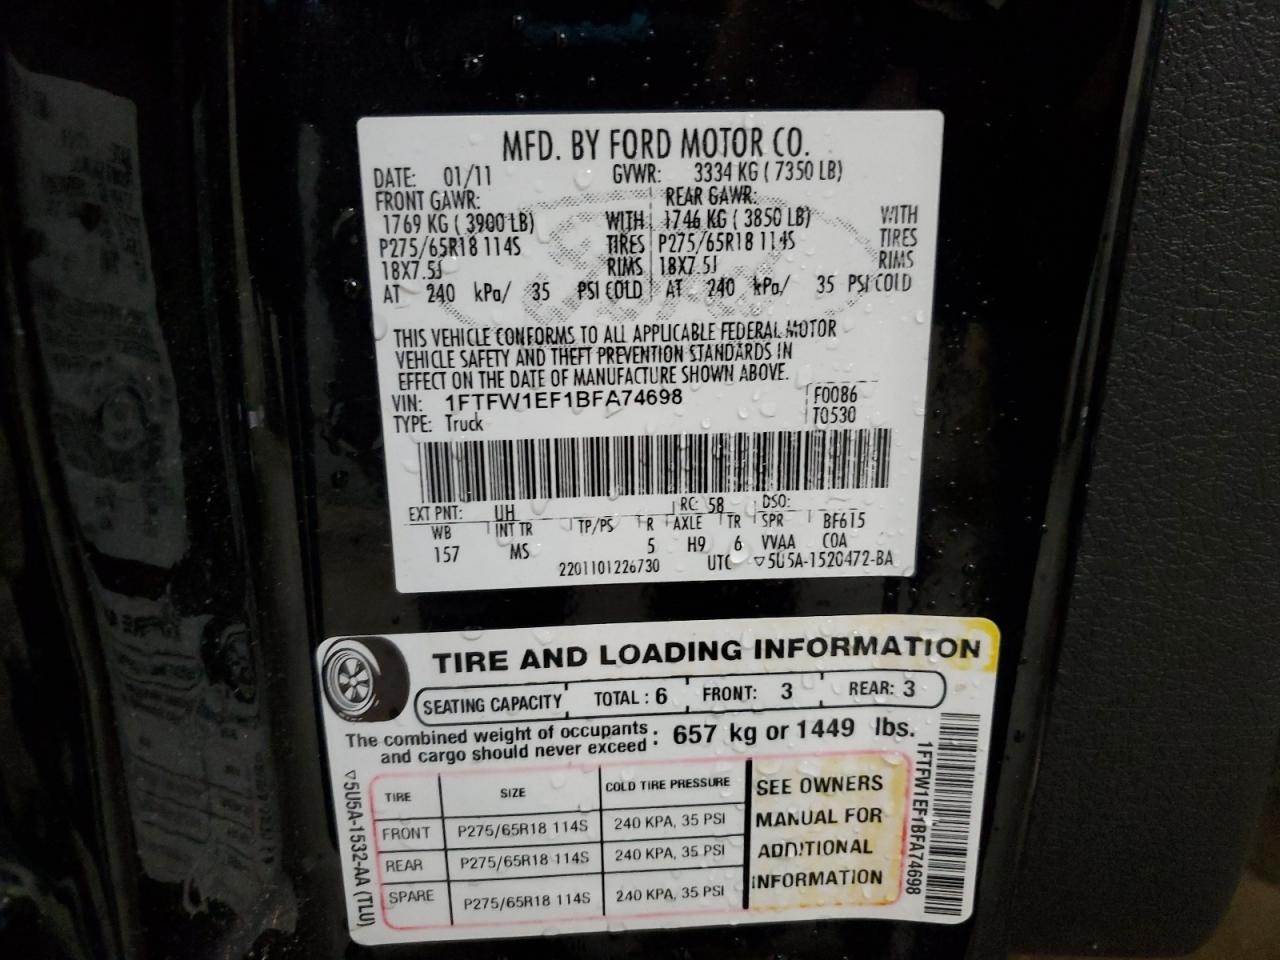 MFD. BY FORD MOTOR CO.
DATE: 01/11 GVWR: 3334 KG ( 7350 LB)
FRONT GAWR: REAR GAWR:
1769 KG ( 3900 LB) WITH 1746 KG ( 3850 LB) WITH
P275/65R18 114S TIRES P275/65R18 114S TIRES
18X7.5J RIMS 18X7.5J RIMS
AT 240 kPa/ 35 PSI COLD AT 240 kPa/ 35 PSI COLD
THIS VEHICLE CONFORMS TO ALL APPLICABLE FEDERAL MOTOR
VEHICLE SAFETY AND THEFT PREVENTION STANDARDS IN
EFFECT ON THE DATE OF MANUFACTURE SHOWN ABOVE.
VIN: 1FTFW1EF1BFA74698 F0086
TYPE: Truck T0530
EXT PNT: UH RC: 58 DSO:
WB INT TR TP/PS R AXLE TR SPR BF615
157 MS 5 H9 6 VVAA COA
2201101226730 UTC ▽5U5A-1520472-BA
TIRE AND LOADING INFORMATION
SEATING CAPACITY TOTAL : 6 FRONT: 3 REAR: 3
The combined weight of occupants
and cargo should never exceed : 657 kg or 1449 lbs.
TIRE SIZE COLD TIRE PRESSURE
FRONT P275/65R18 114S 240 KPA, 35 PSI
REAR P275/65R18 114S 240 KPA, 35 PSI
SPARE P275/65R18 114S 240 KPA, 35 PSI
SEE OWNERS
MANUAL FOR
ADDITIONAL
INFORMATION
▽5U5A-1532-AA (TLU)
1FTFW1EF1BFA74698